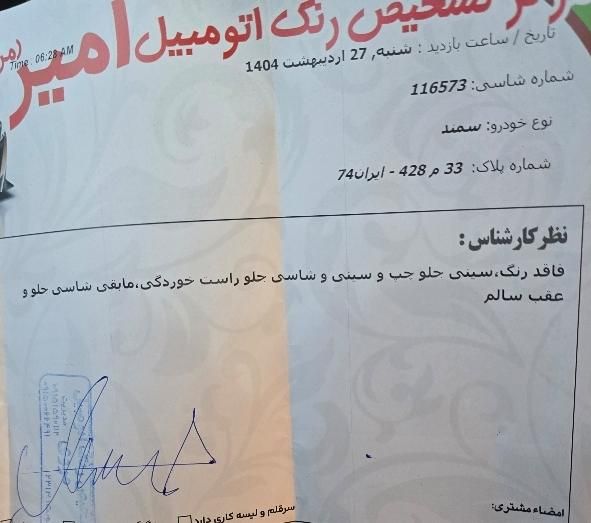 مرکز تشخیص رنگ اتومبیل امیر
Time : 06:28 AM
تاریخ / ساعت بازدید : شنبه, 27 اردیبهشت 1404
شماره شاسی: 116573
نوع خودرو: سمند
شماره پلاک: 33 م 428 - ایران74
نظر کارشناس :
فاقد رنگ،سینی جلو چپ و سینی و شاسی جلو راست خوردگی،مابقی شاسی جلو و
عقب سالم
مدیریت
سرقلم و لیسه کاری دارد
امضاء مشتری: